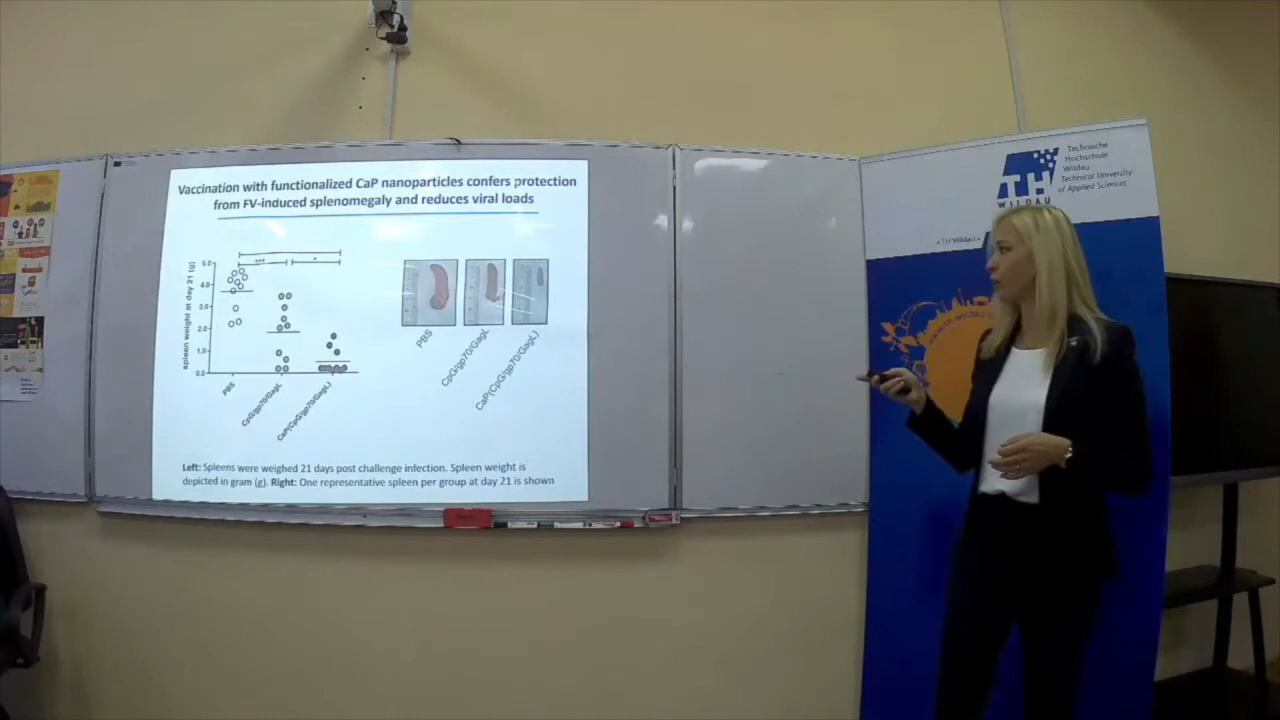 Vaccination with functionalized CaP nanoparticles confers protection
from FV-induced splenomegaly and reduces viral loads
spleen weight at day 21 (g)
5.0
4.0
3.0
2.0
1.0
0.0
***
*
PBS
CpG/gp70/GagL
CaP(CpG/gp70/GagL)
PBS
CpG/gp70/GagL
CaP(CpG/gp70/GagL)
Left: Spleens were weighed 21 days post challenge infection. Spleen weight is
depicted in gram (g). Right: One representative spleen per group at day 21 is shown
TH
WILDAU
Technische
Hochschule
Wildau
Technical University
of Applied Sciences
TH Wildau